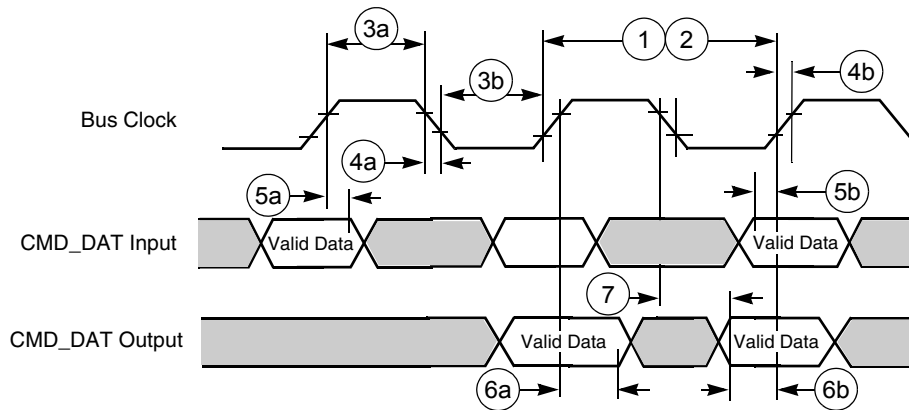 3a
1 2
3b
4b
Bus Clock
4a
5a
5b
CMD_DAT Input
Valid Data
Valid Data
7
CMD_DAT Output
Valid Data
Valid Data
6a
6b